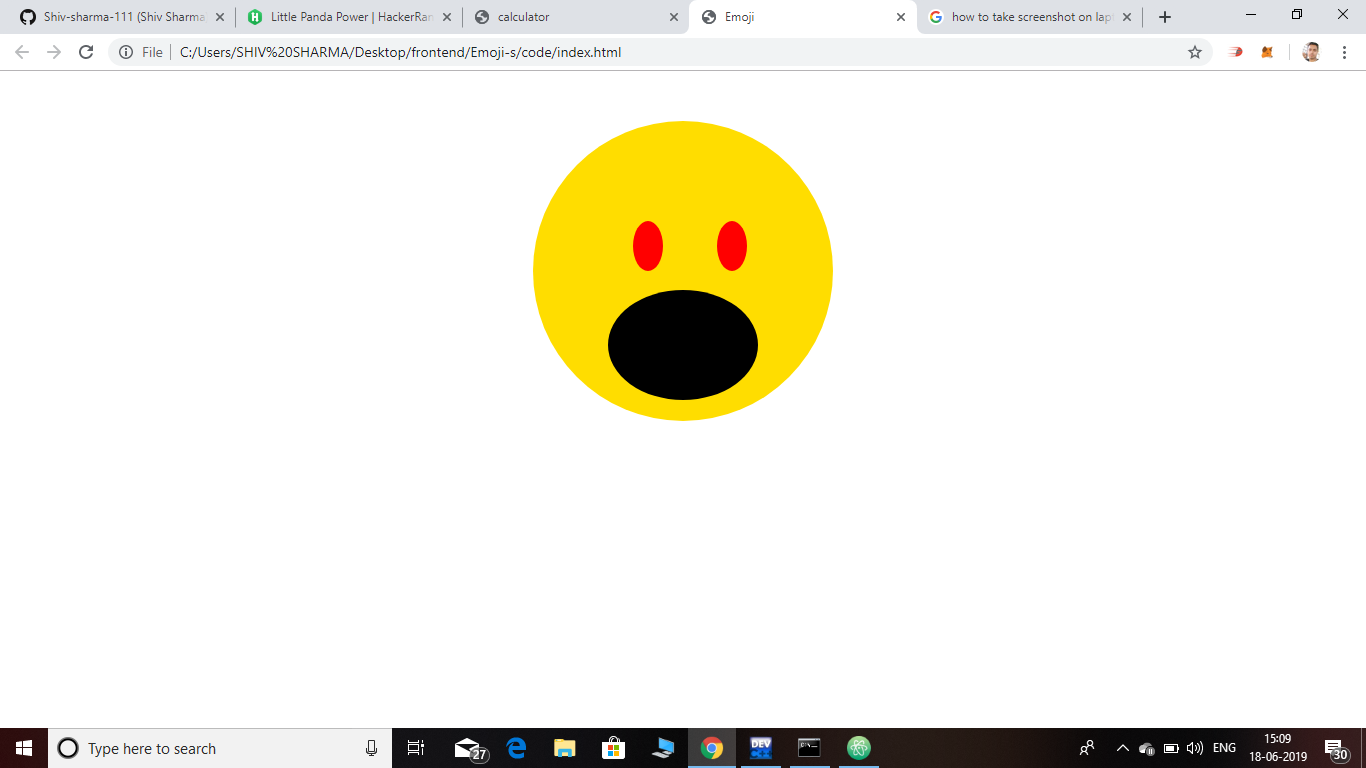 Shiv-sharma-111 (Shiv Sharma)
Little Panda Power | HackerRan
calculator
Emoji
how to take screenshot on lapt
File
C:/Users/SHIV%20SHARMA/Desktop/frontend/Emoji-s/code/index.html
Type here to search
27
DEV
C:\.
ENG
15:09
18-06-2019
30